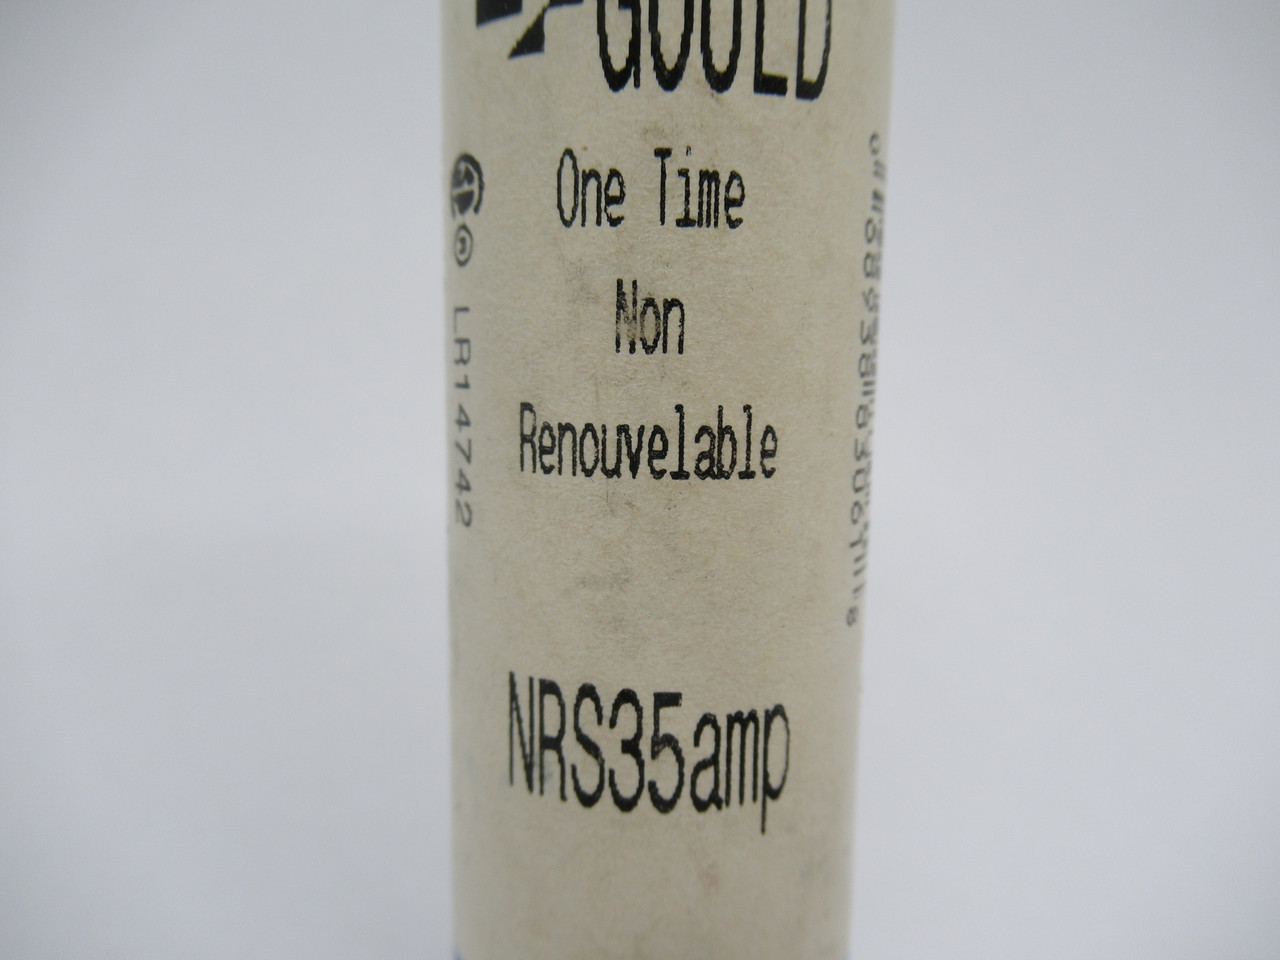 GOULD
One Time
Non
Renouvelable
NRS35amp
LR14742